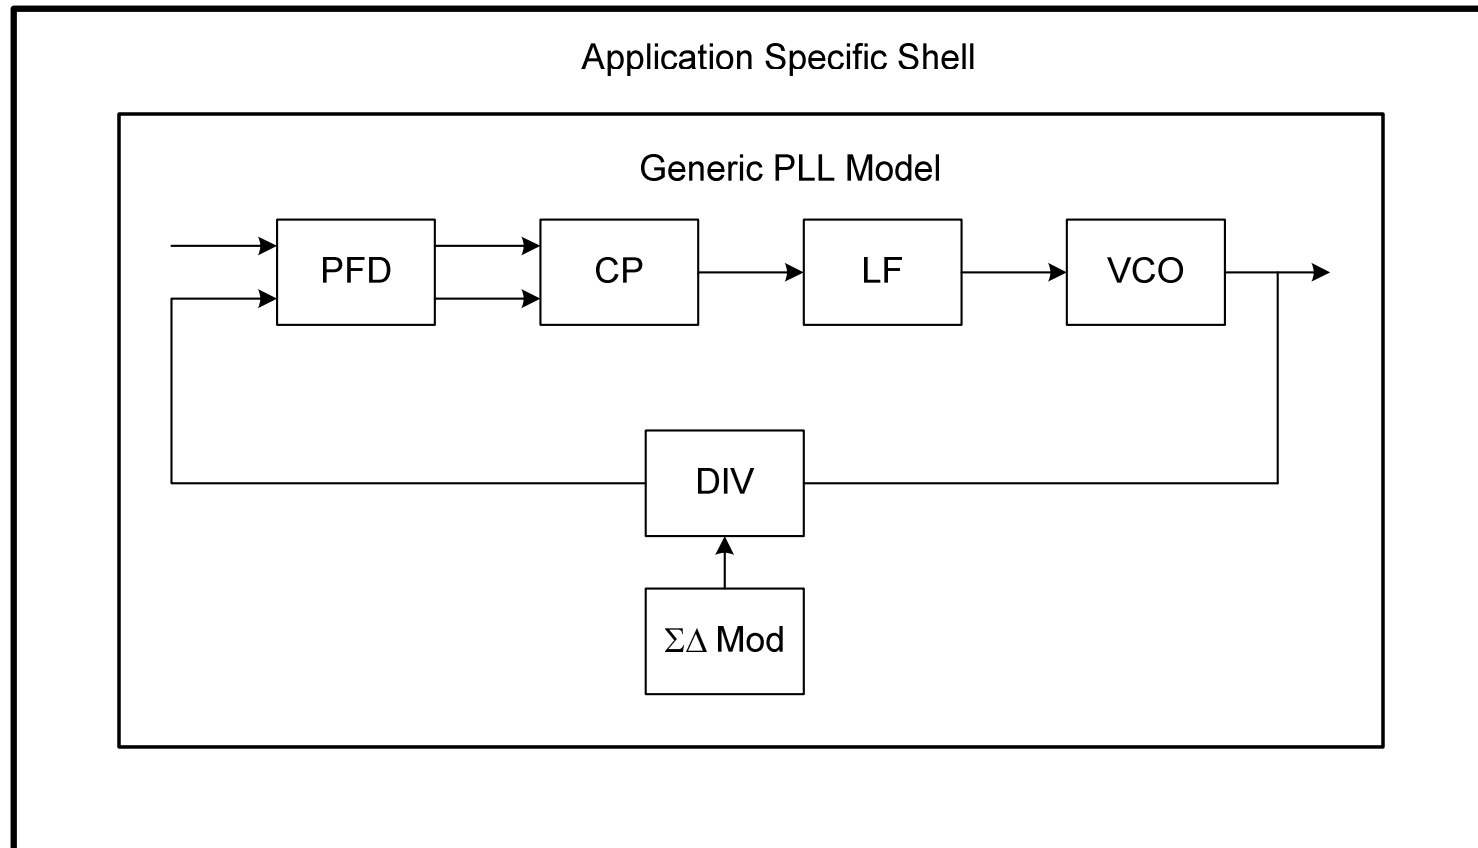 Application Specific Shell
Generic PLL Model
PFD
CP
LF
VCO
DIV
ΣΔ Mod